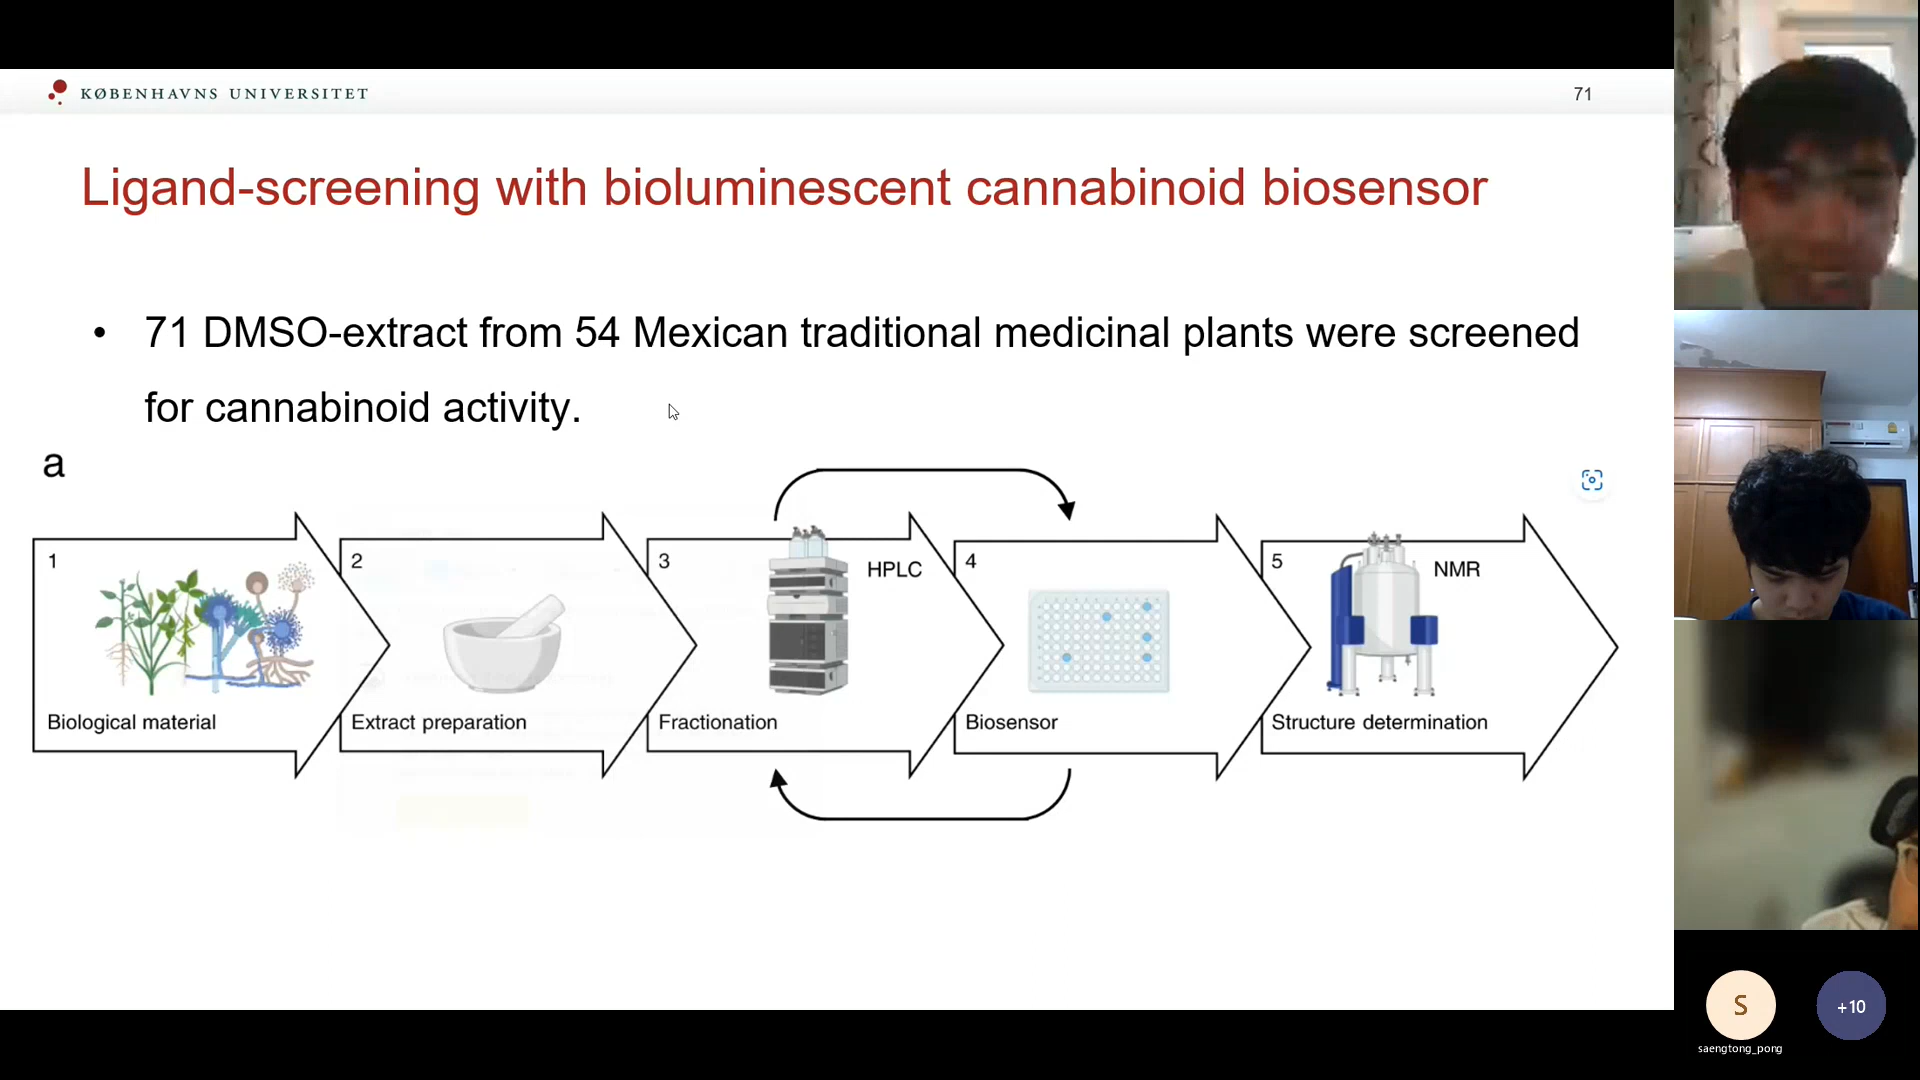 KØBENHAVNS UNIVERSITET
71
Ligand-screening with bioluminescent cannabinoid biosensor
• 71 DMSO-extract from 54 Mexican traditional medicinal plants were screened
for cannabinoid activity.
a
1
Biological material
2
Extract preparation
3
HPLC
Fractionation
4
Biosensor
5
NMR
Structure determination
S
saengtong_pong
+10